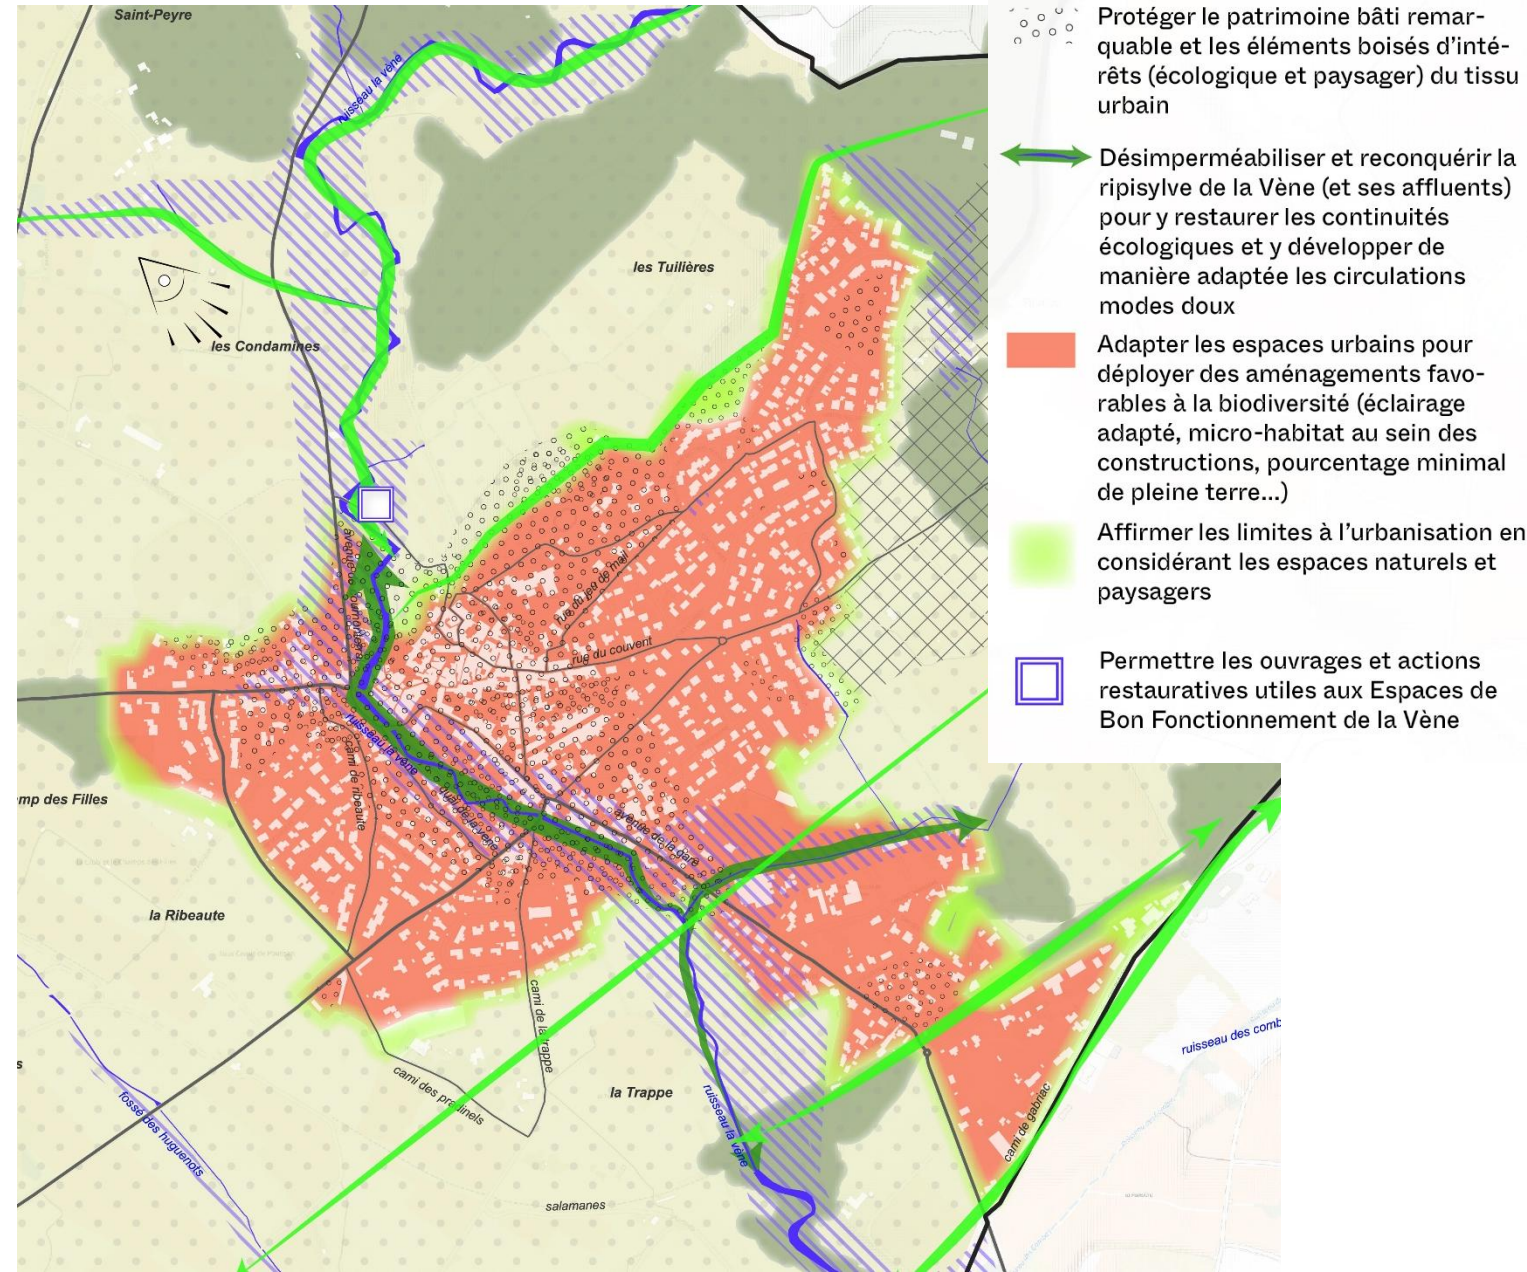 Saint-Peyre
ruisseau la vène
les Tuilières
les Condamines
rue du jeu de mail
rue du couvent
ruisseau la vène
cami de ribeaute
quai de la vène
avenue de la gare
mp des Filles
la Ribeaute
cami de la trappe
cami des pradinels
la Trappe
ruisseau la vène
fossé des huguenots
s
salamanes
cami de gabriac
ruisseau des comb
Protéger le patrimoine bâti remar-
quable et les éléments boisés d'inté-
rêts (écologique et paysager) du tissu
urbain
Désimperméabiliser et reconquérir la
ripisylve de la Vène (et ses affluents)
pour y restaurer les continuités
écologiques et y développer de
manière adaptée les circulations
modes doux
Adapter les espaces urbains pour
déployer des aménagements favo-
rables à la biodiversité (éclairage
adapté, micro-habitat au sein des
constructions, pourcentage minimal
de pleine terre...)
Affirmer les limites à l'urbanisation en
considérant les espaces naturels et
paysagers
Permettre les ouvrages et actions
restauratives utiles aux Espaces de
Bon Fonctionnement de la Vène